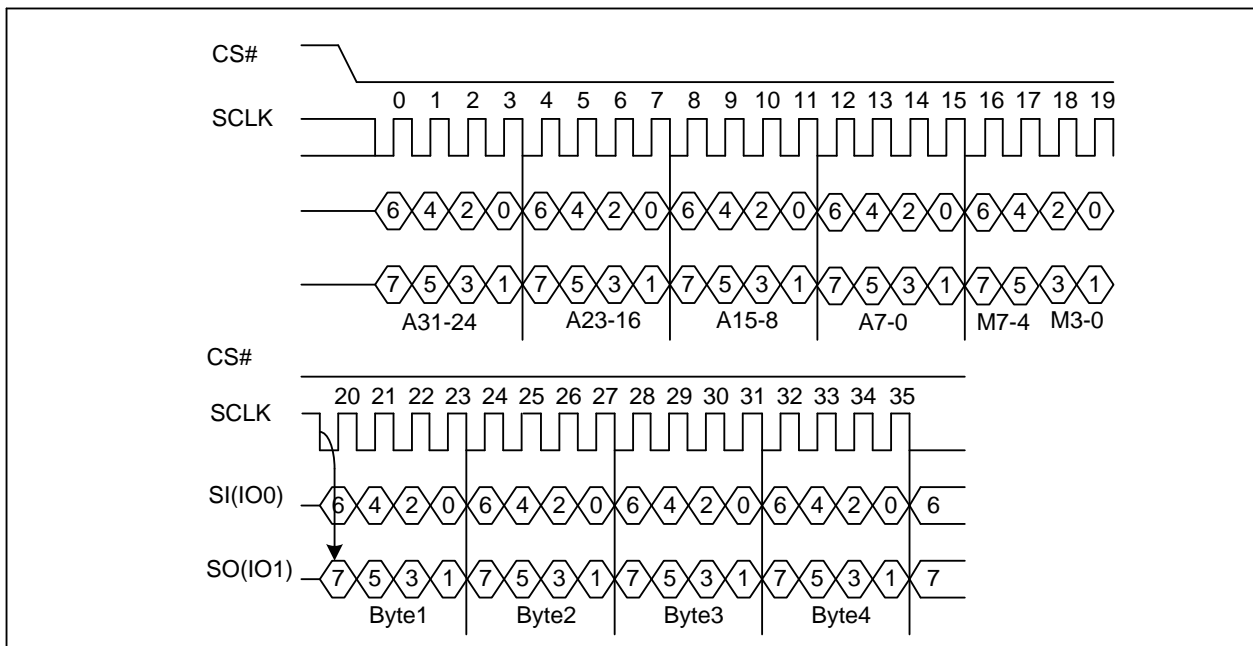 CS#
0 1 2 3 4 5 6 7 8 9 10 11 12 13 14 15 16 17 18 19
SCLK
6 4 2 0 6 4 2 0 6 4 2 0 6 4 2 0 6 4 2 0
7 5 3 1 7 5 3 1 7 5 3 1 7 5 3 1 7 5 3 1
A31-24 A23-16 A15-8 A7-0 M7-4 M3-0
CS#
20 21 22 23 24 25 26 27 28 29 30 31 32 33 34 35
SCLK
SI(IO0) 6 4 2 0 6 4 2 0 6 4 2 0 6 4 2 0 6
SO(IO1) 7 5 3 1 7 5 3 1 7 5 3 1 7 5 3 1 7
Byte1 Byte2 Byte3 Byte4